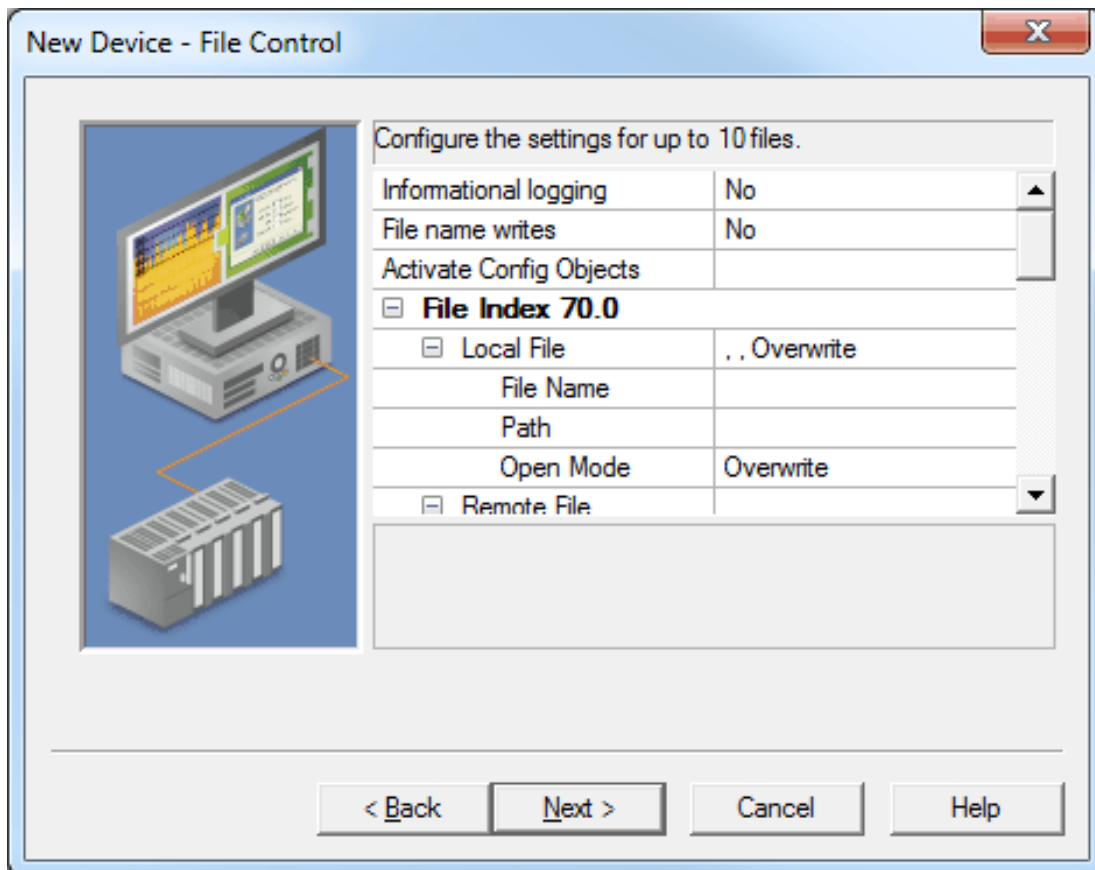 New Device - File Control
Configure the settings for up to 10 files.
Informational logging No
File name writes No
Activate Config Objects
File Index 70.0
Local File , , Overwrite
File Name
Path
Open Mode Overwrite
Remote File
< Back Next > Cancel Help